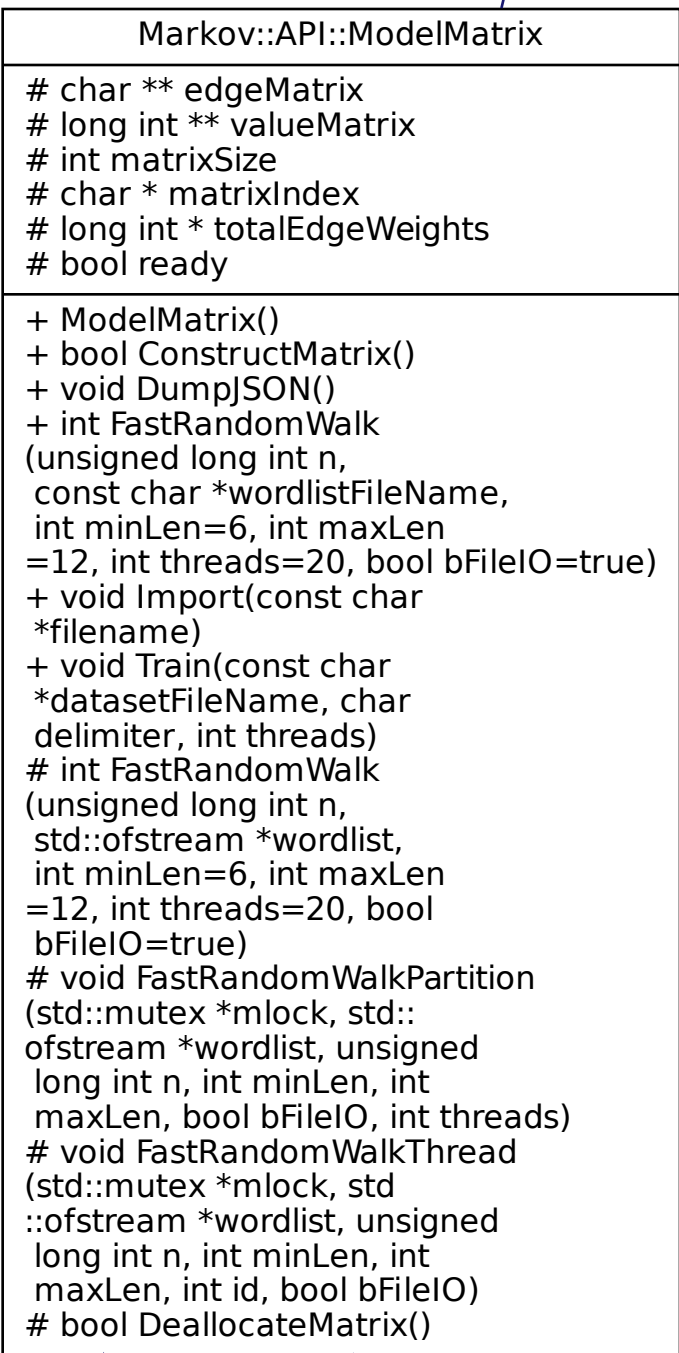 Markov::API::ModelMatrix
# char ** edgeMatrix
# long int ** valueMatrix
# int matrixSize
# char * matrixIndex
# long int * totalEdgeWeights
# bool ready
+ ModelMatrix()
+ bool ConstructMatrix()
+ void DumpJSON()
+ int FastRandomWalk
(unsigned long int n,
const char *wordlistFileName,
int minLen=6, int maxLen
=12, int threads=20, bool bFileIO=true)
+ void Import(const char
*filename)
+ void Train(const char
*datasetFileName, char
delimiter, int threads)
# int FastRandomWalk
(unsigned long int n,
std::ofstream *wordlist,
int minLen=6, int maxLen
=12, int threads=20, bool
bFileIO=true)
# void FastRandomWalkPartition
(std::mutex *mlock, std::
ofstream *wordlist, unsigned
long int n, int minLen, int
maxLen, bool bFileIO, int threads)
# void FastRandomWalkThread
(std::mutex *mlock, std
::ofstream *wordlist, unsigned
long int n, int minLen, int
maxLen, int id, bool bFileIO)
# bool DeallocateMatrix()